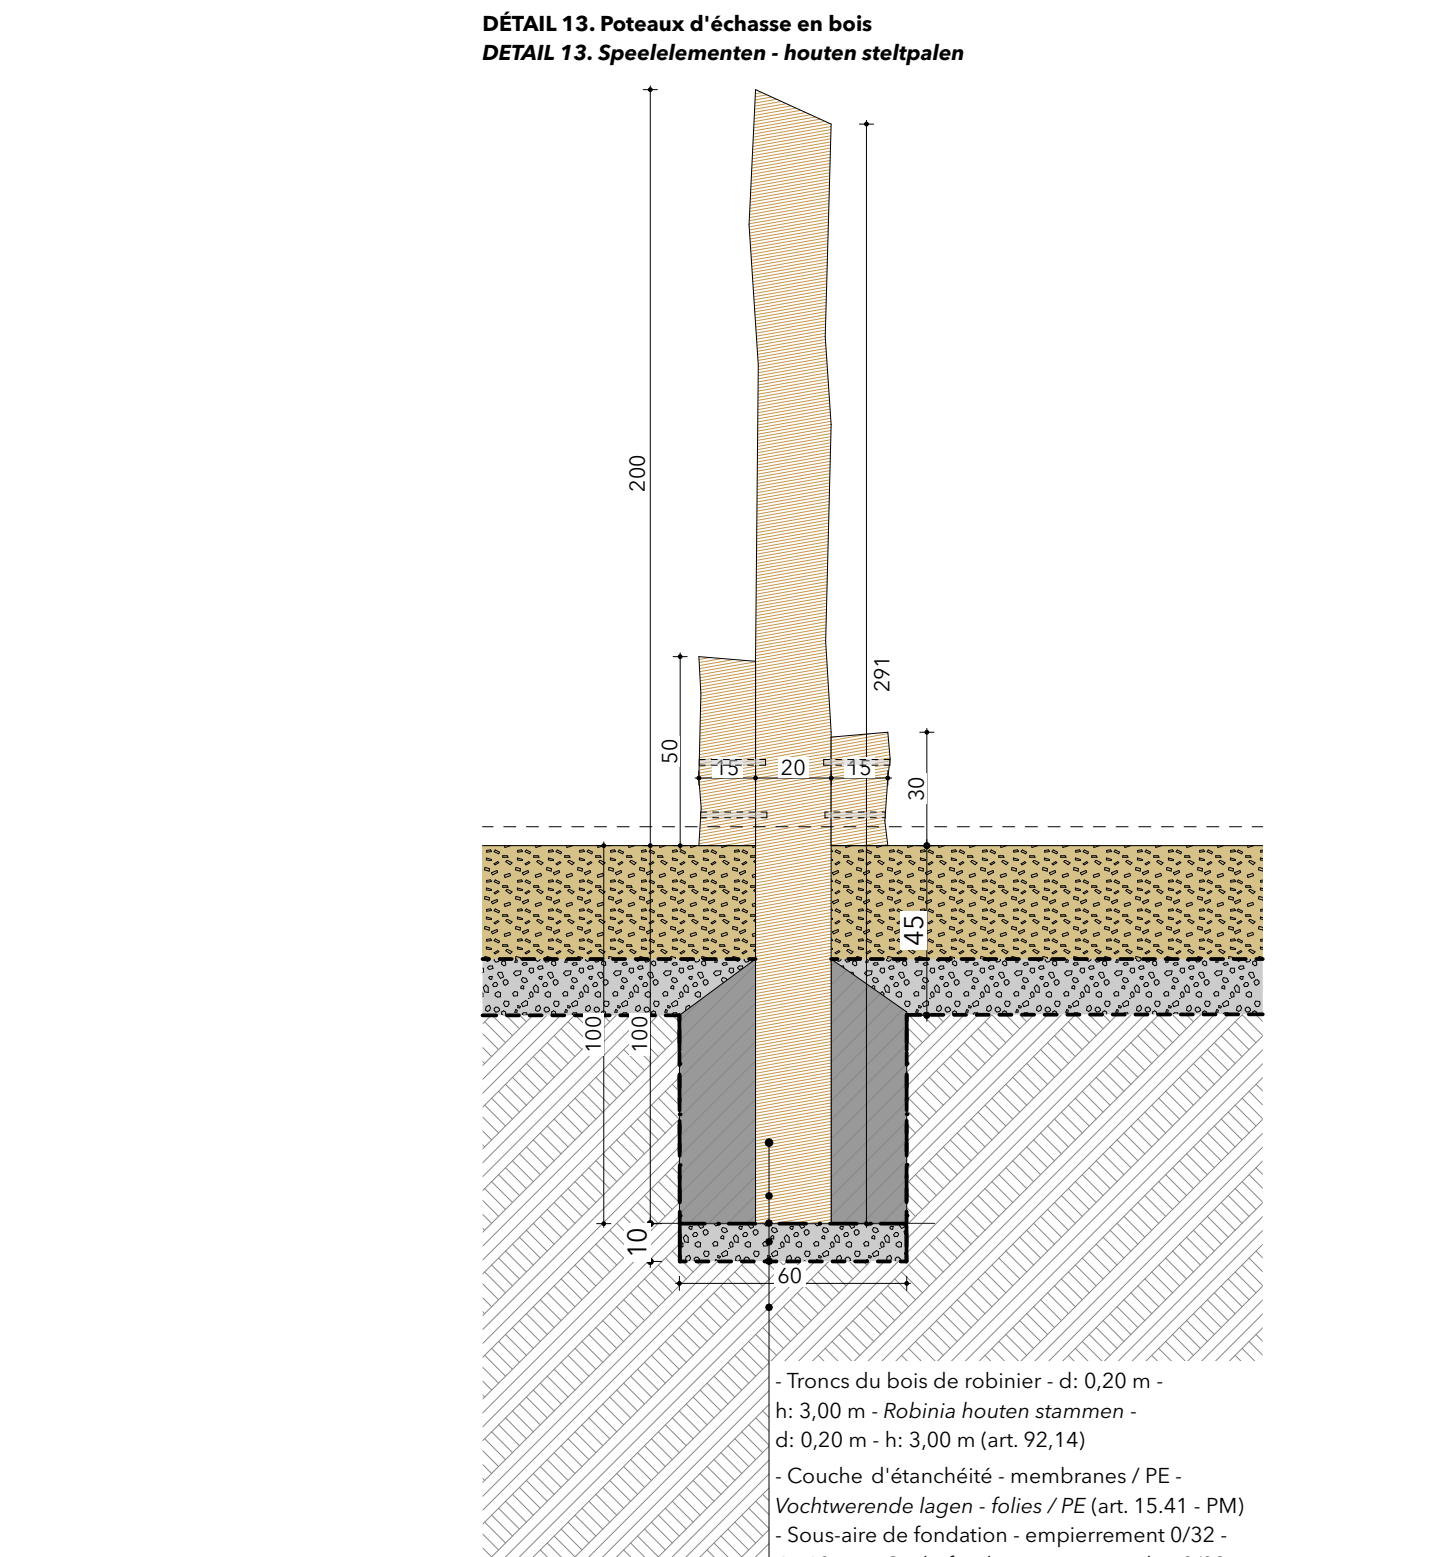 DÉTAIL 13. Poteaux d'échasse en bois
DETAIL 13. Speelelementen - houten steltpalen
200
291
50
15
20
15
30
45
100
100
10
60
- Troncs du bois de robinier - d: 0,20 m -
h: 3,00 m - Robinia houten stammen -
d: 0,20 m - h: 3,00 m (art. 92,14)
- Couche d'étanchéité - membranes / PE -
Vochtwerende lagen - folies / PE (art. 15.41 - PM)
- Sous-aire de fondation - empierrement 0/32 -